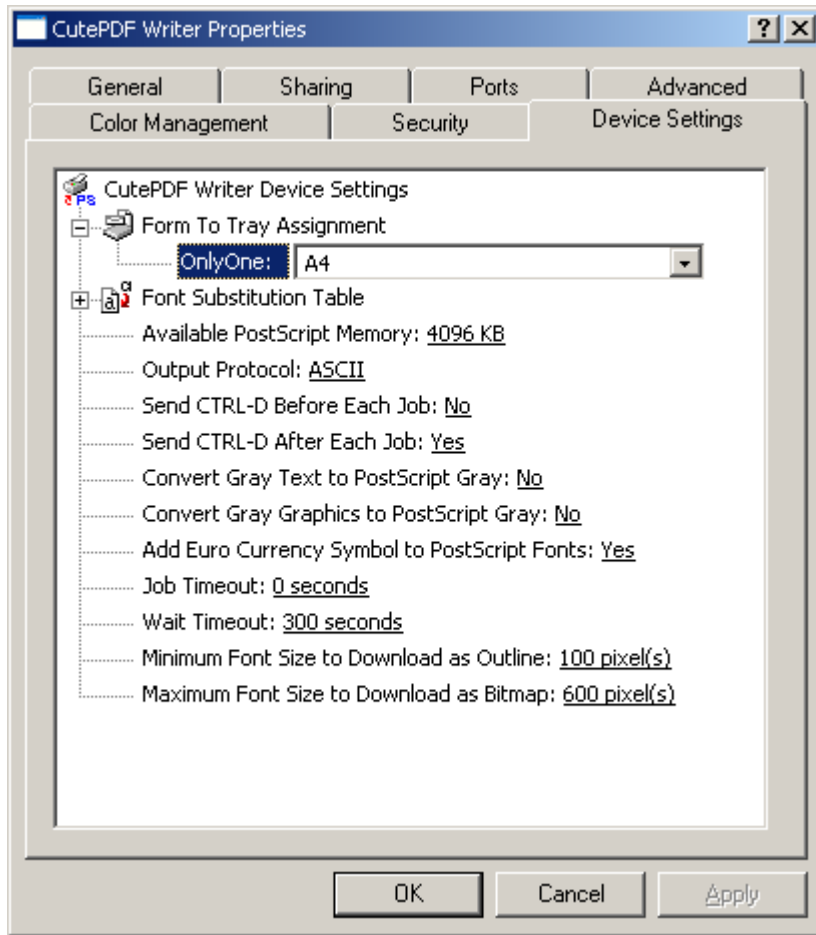 CutePDF Writer Properties
General Sharing Ports Advanced
Color Management Security Device Settings
CutePDF Writer Device Settings
Form To Tray Assignment
OnlyOne: A4
Font Substitution Table
Available PostScript Memory: 4096 KB
Output Protocol: ASCII
Send CTRL-D Before Each Job: No
Send CTRL-D After Each Job: Yes
Convert Gray Text to PostScript Gray: No
Convert Gray Graphics to PostScript Gray: No
Add Euro Currency Symbol to PostScript Fonts: Yes
Job Timeout: 0 seconds
Wait Timeout: 300 seconds
Minimum Font Size to Download as Outline: 100 pixel(s)
Maximum Font Size to Download as Bitmap: 600 pixel(s)
OK Cancel Apply